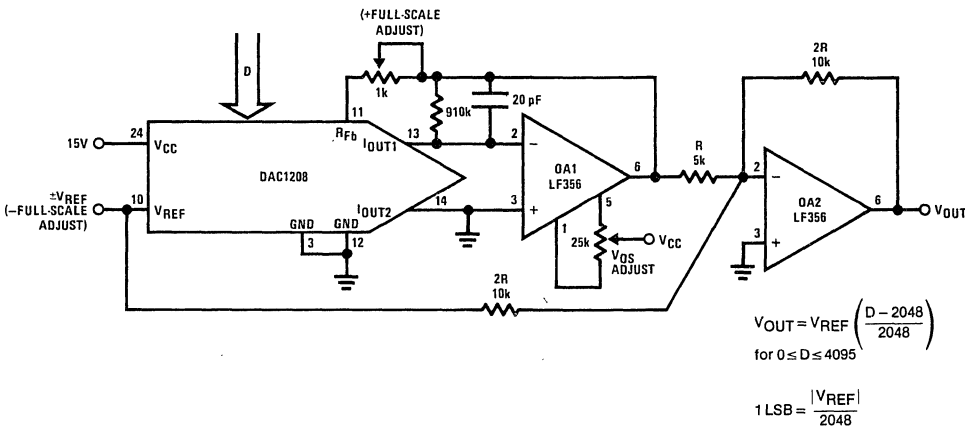 (+FULL-SCALE
ADJUST)
D
1k
910k
20 pF
2R
10k
11
RFb
13
IOUT1
2
−
15V
24
VCC
DAC1208
OA1
LF356
6
R
5k
2
−
±VREF
(−FULL-SCALE
ADJUST)
10
VREF
14
IOUT2
3
+
5
OA2
LF356
6
VOUT
GND
3
GND
12
1
25k
VCC
VOS
ADJUST
3
+
2R
10k
VOUT = VREF (D − 2048 / 2048)
for 0 ≤ D ≤ 4095
1 LSB = |VREF| / 2048